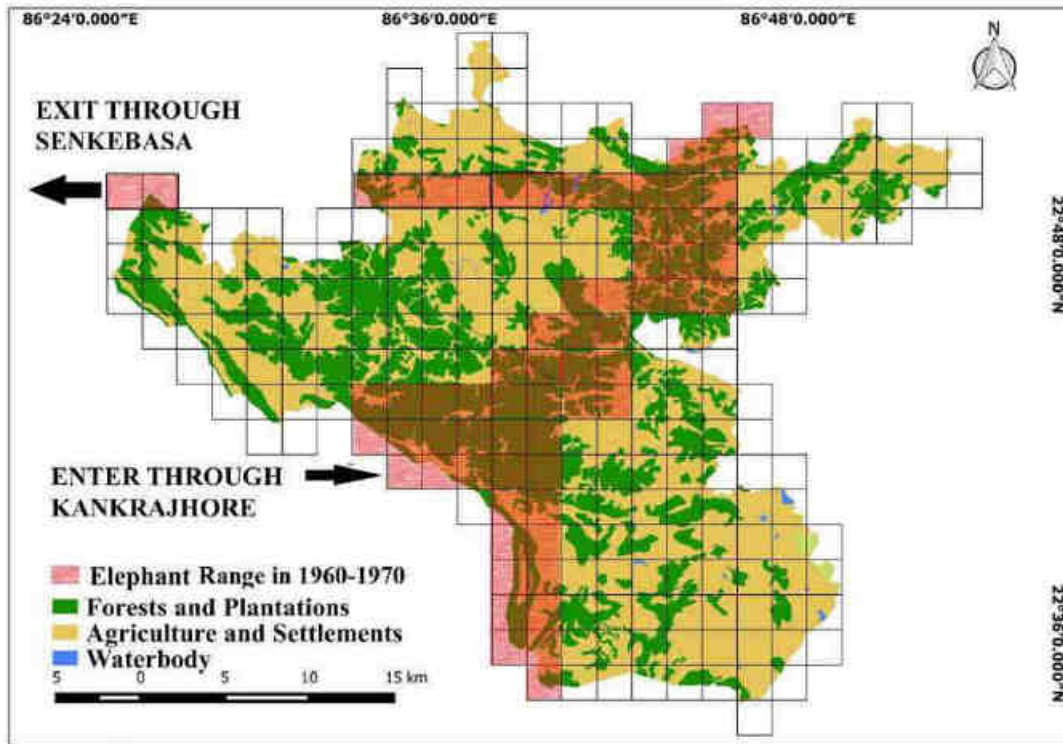 86°24'0.000"E
86°36'0.000"E
86°48'0.000"E
N
EXIT THROUGH
SENKEBASA
22°48'0.000"N
ENTER THROUGH
KANKRAJHORE
Elephant Range in 1960-1970
Forests and Plantations
Agriculture and Settlements
Waterbody
5 0 5 10 15 km
22°36'0.000"N